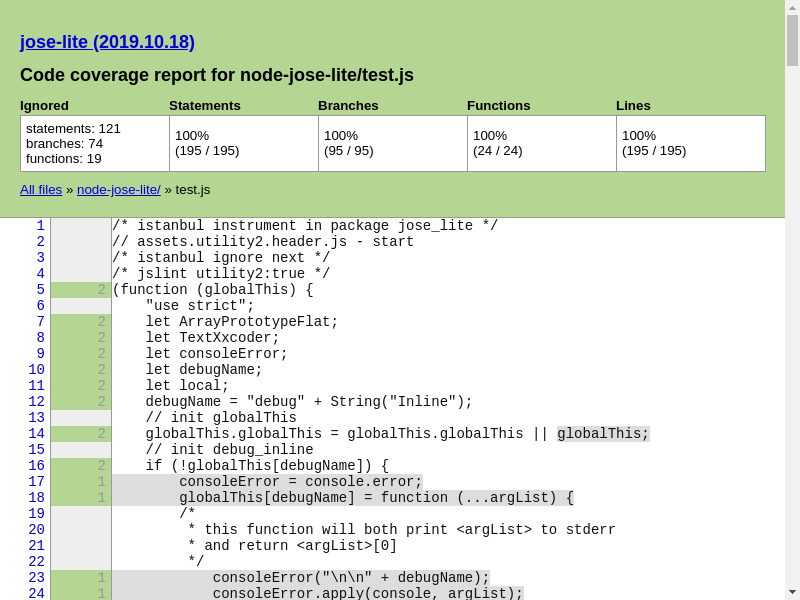 jose-lite (2019.10.18)
Code coverage report for node-jose-lite/test.js
Ignored Statements Branches Functions Lines
statements: 121
branches: 74
functions: 19
100%
(195 / 195)
100%
(95 / 95)
100%
(24 / 24)
100%
(195 / 195)
All files » node-jose-lite/ » test.js
1 /* istanbul instrument in package jose_lite */
2 // assets.utility2.header.js - start
3 /* istanbul ignore next */
4 /* jslint utility2:true */
5 2 (function (globalThis) {
6     "use strict";
7 2     let ArrayPrototypeFlat;
8 2     let TextXxcoder;
9 2     let consoleError;
10 2     let debugName;
11 2     let local;
12 2     debugName = "debug" + String("Inline");
13     // init globalThis
14 2     globalThis.globalThis = globalThis.globalThis || globalThis;
15     // init debug_inline
16 2     if (!globalThis[debugName]) {
17 1         consoleError = console.error;
18 1         globalThis[debugName] = function (...argList) {
19         /*
20          * this function will both print <argList> to stderr
21          * and return <argList>[0]
22          */
23 1             consoleError("\n\n" + debugName);
24 1             consoleError.apply(console, argList);